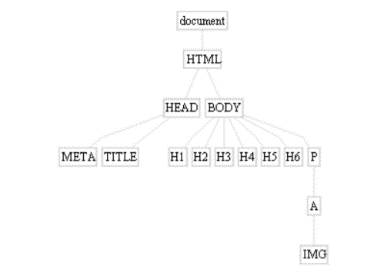 document
HTML
HEAD BODY
META TITLE H1 H2 H3 H4 H5 H6 P
A
IMG